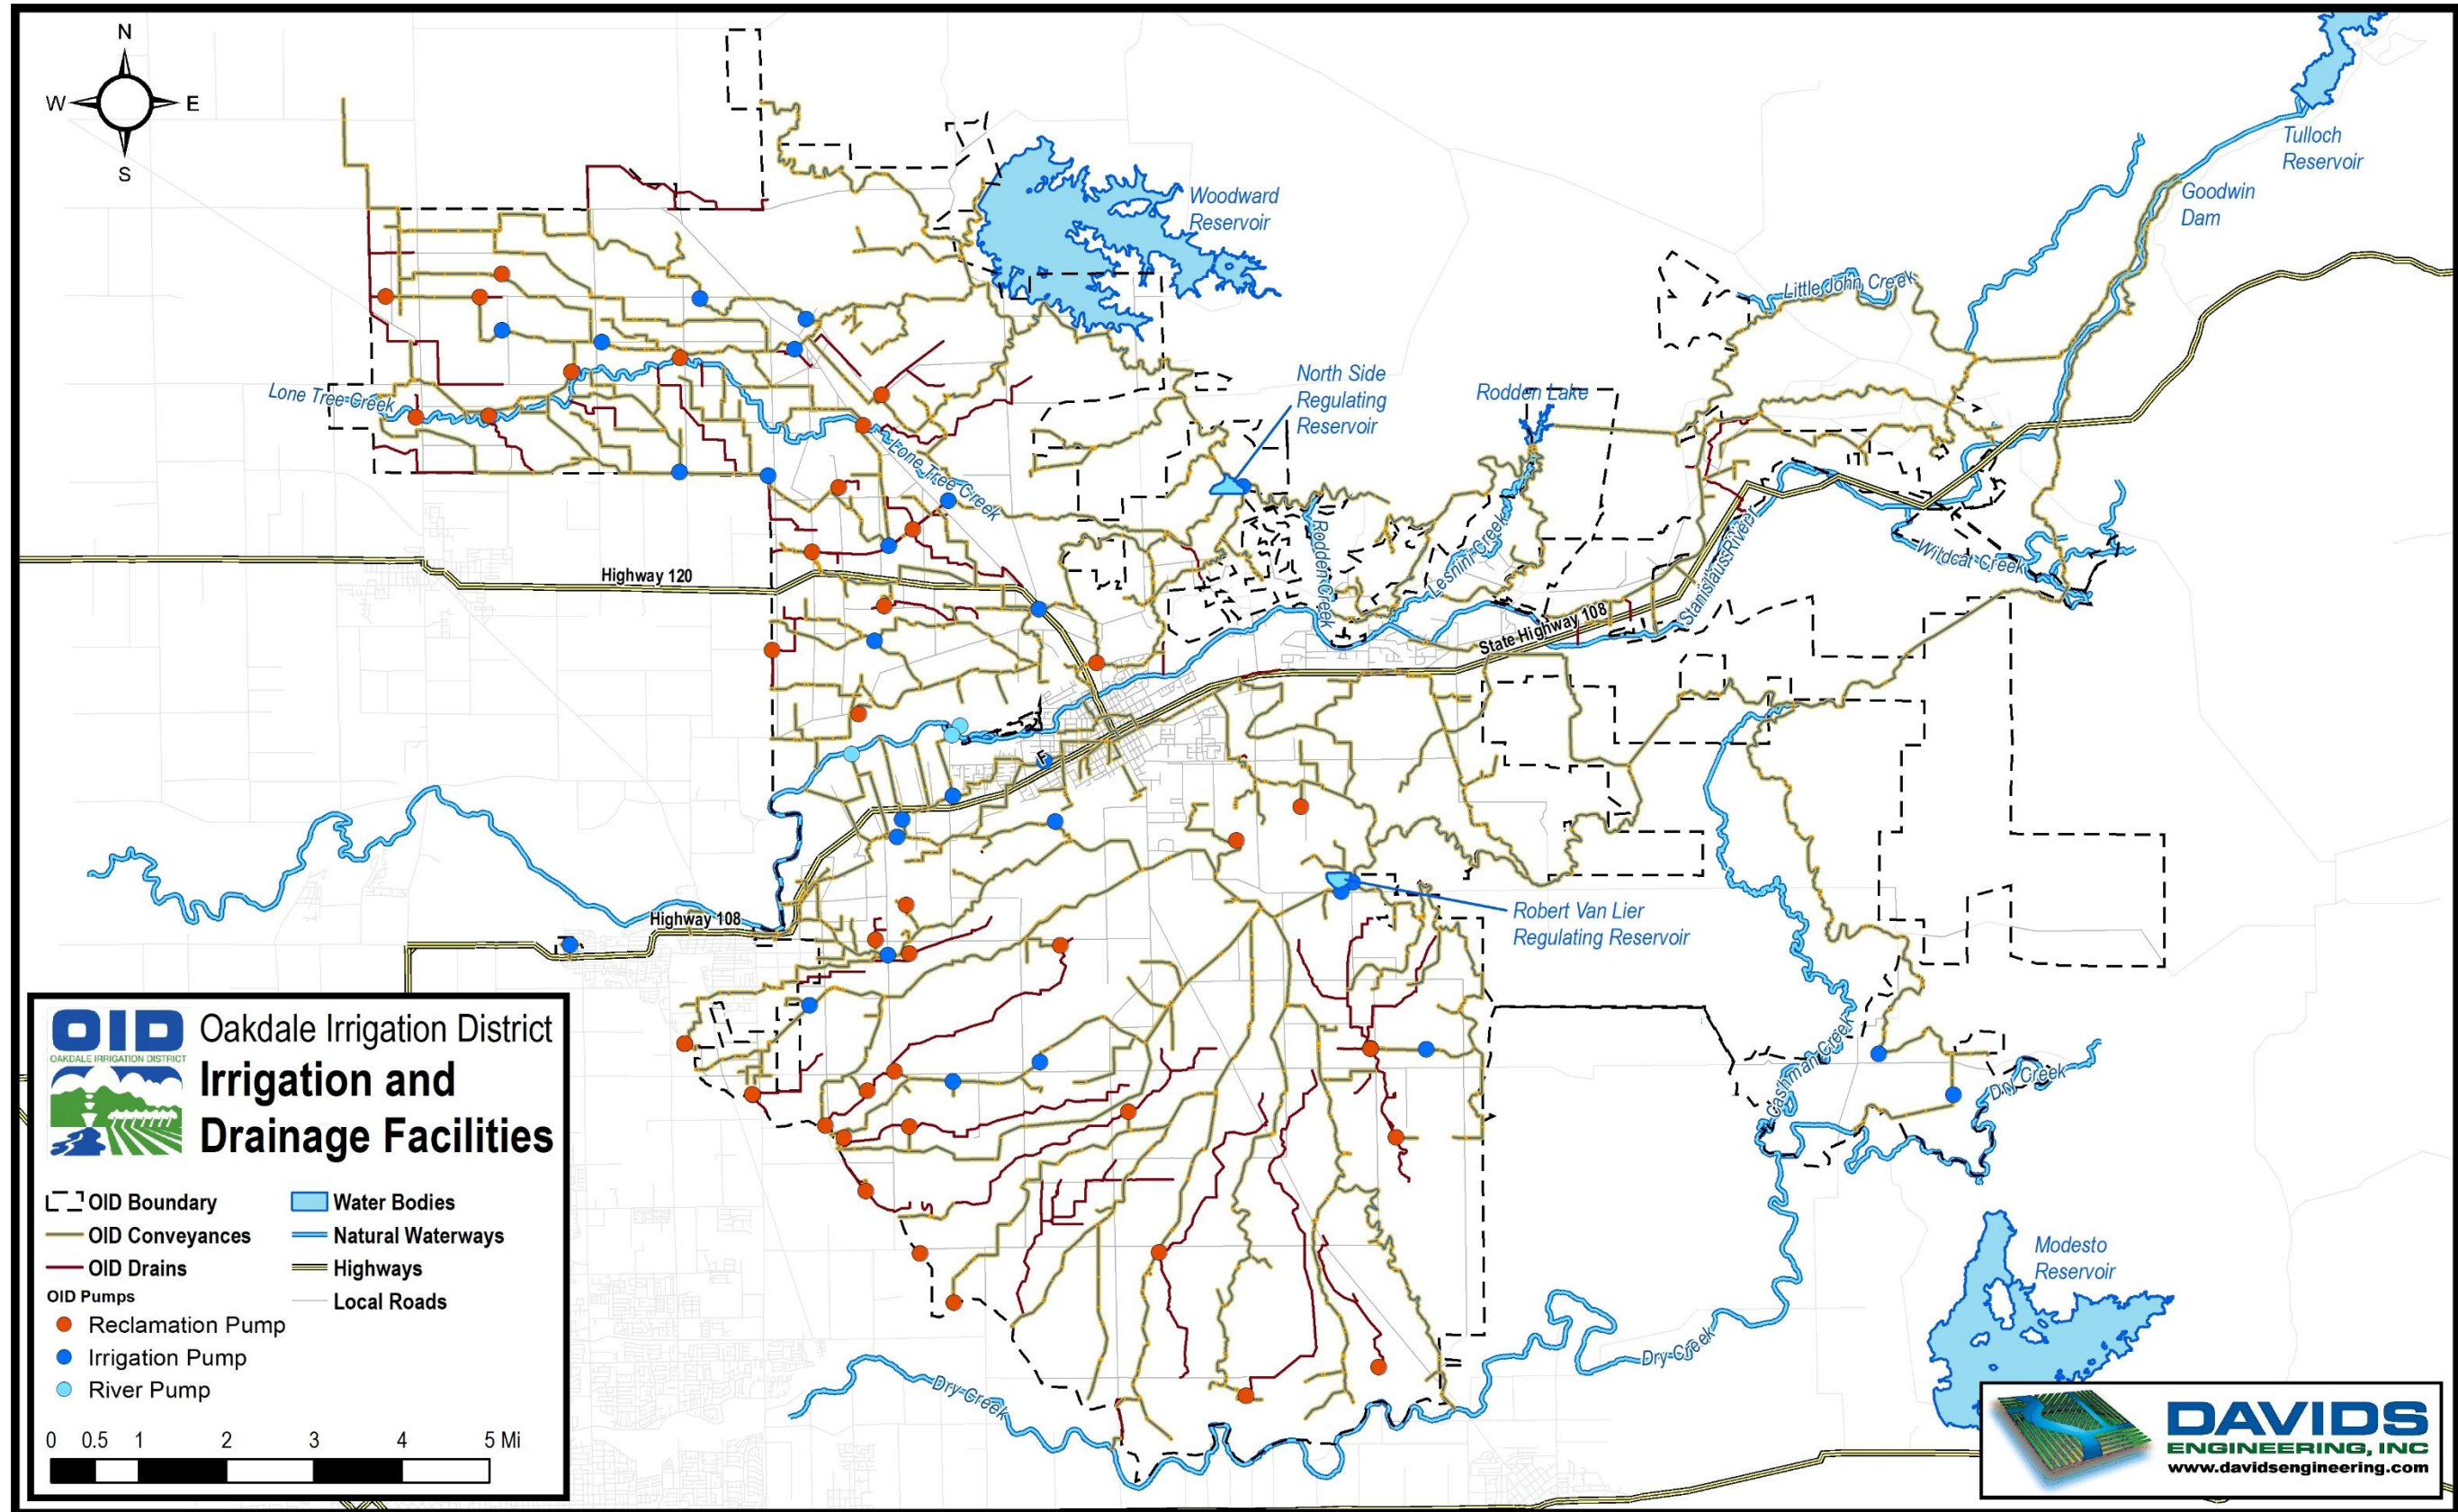 N
W
E
S
Tulloch
Reservoir
Goodwin
Dam
Woodward
Reservoir
Little John Creek
North Side
Regulating
Reservoir
Rodden Lake
Lone Tree Creek
Lone Tree Creek
Rodden Creek
Lesnini Creek
Stanislaus River
Wildcat Creek
Highway 120
State Highway 108
F
Highway 108
Robert Van Lier
Regulating Reservoir
Cashman Creek
Dry Creek
Modesto
Reservoir
Dry Creek
Dry Creek
OID
OAKDALE IRRIGATION DISTRICT
Oakdale Irrigation District
Irrigation and
Drainage Facilities
OID Boundary
OID Conveyances
OID Drains
Water Bodies
Natural Waterways
Highways
Local Roads
OID Pumps
Reclamation Pump
Irrigation Pump
River Pump
0 0.5 1 2 3 4 5 Mi
DAVIDS
ENGINEERING, INC
www.davidsengineering.com